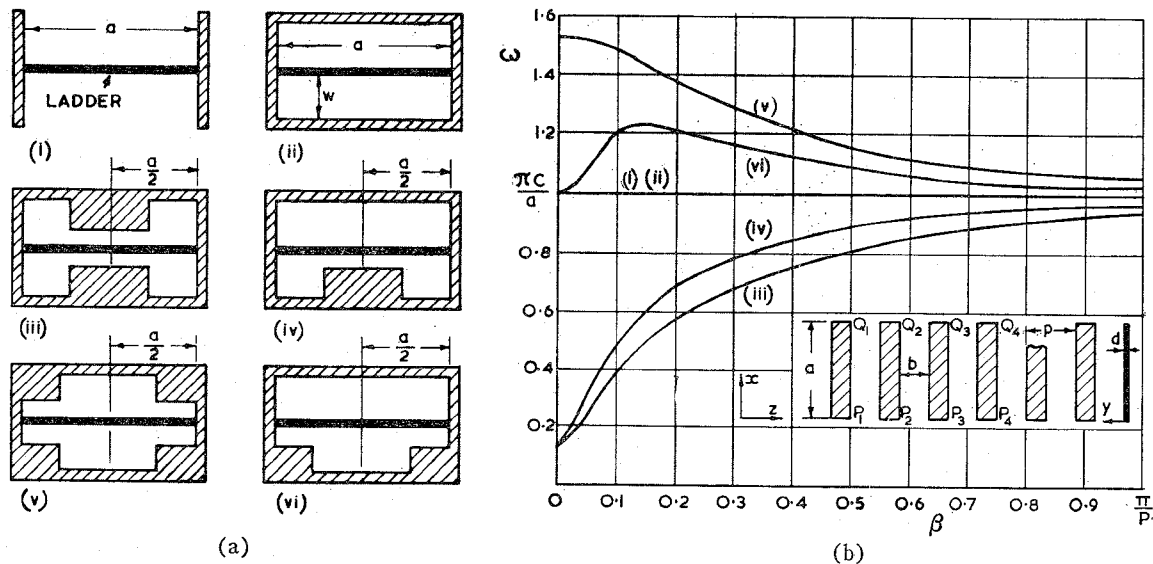 a
LADDER
(i)
a
w
(ii)
a/2
(iii)
a/2
(iv)
a/2
(v)
a/2
(vi)
(a)
ω
1·6
1·4
1·2
πc/a
0·8
0·6
0·4
0·2
(v)
(vi)
(i) (ii)
(iv)
(iii)
Q₁ Q₂ Q₃ Q₄ p
a b d
P₁ P₂ P₃ P₄
x
z
y
0 0·1 0·2 0·3 0·4 0·5 0·6 0·7 0·8 0·9 π/P
β
(b)